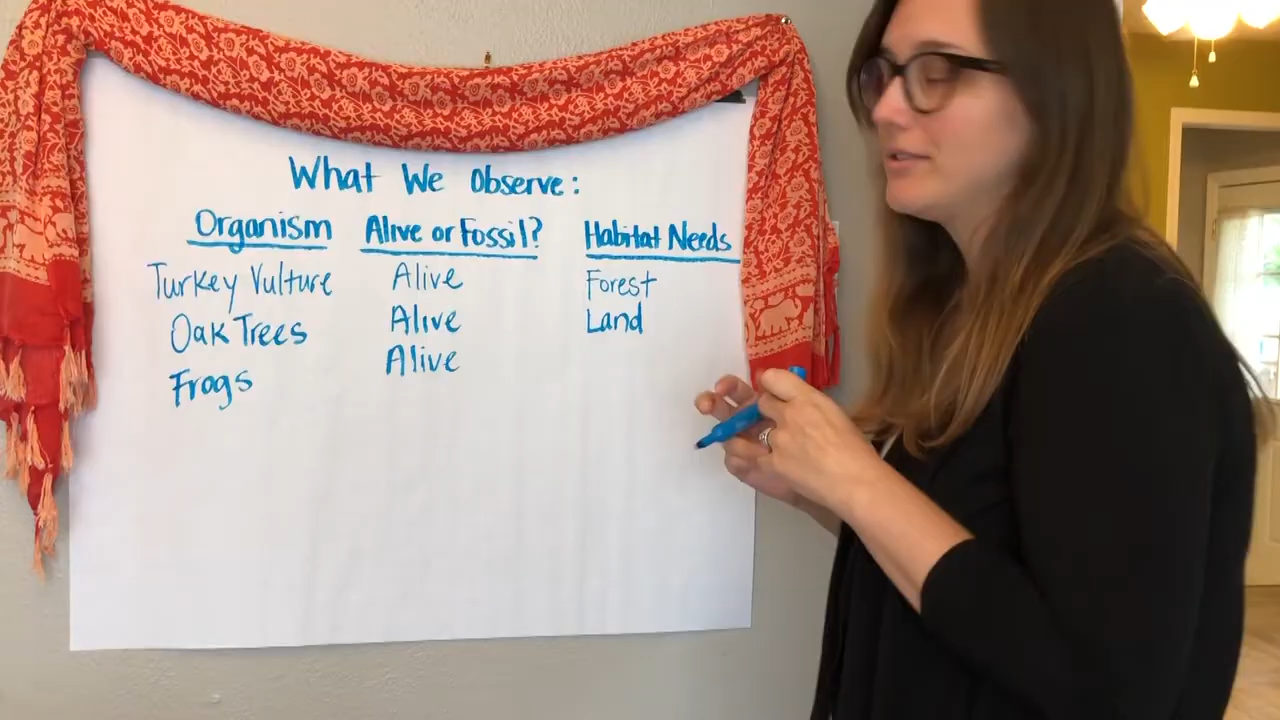 What We Observe:
Organism Alive or Fossil? Habitat Needs
Turkey Vulture Alive Forest
Oak Trees Alive Land
Frogs Alive